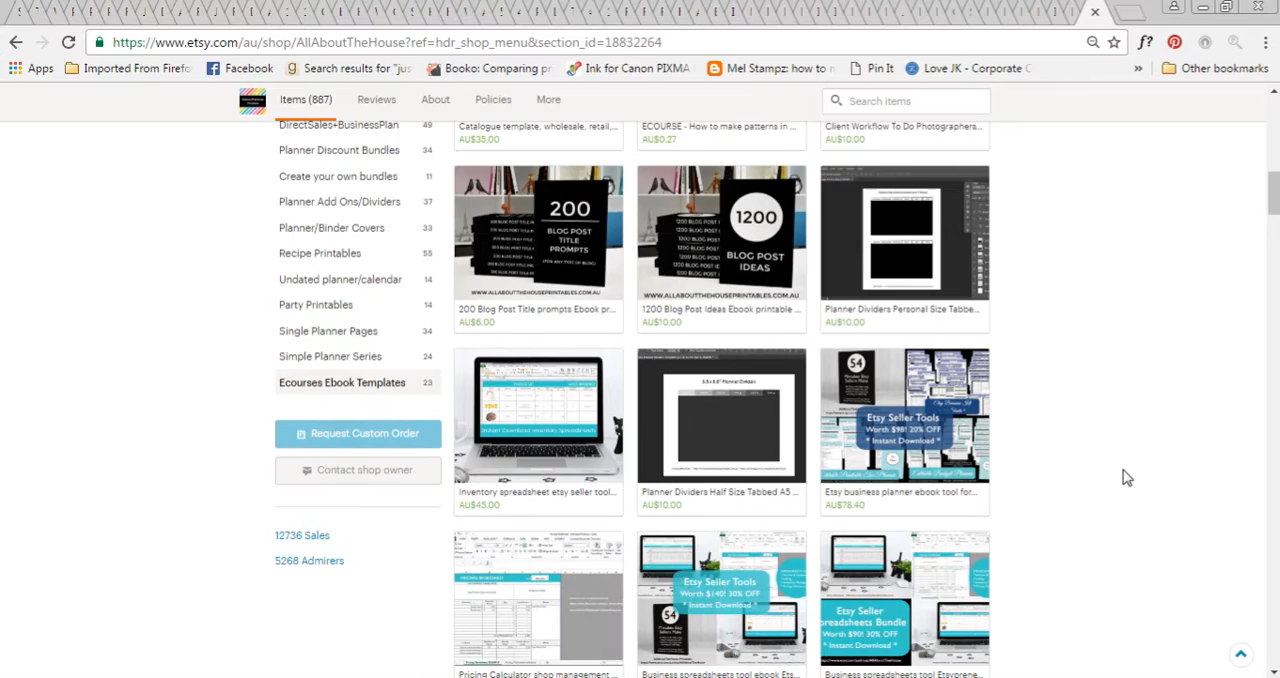 https://www.etsy.com/au/shop/AllAboutTheHouse?ref=hdr_shop_menu&section_id=18832264
f?
Apps
Imported From Firefo
Facebook
Search results for "jus
Booko: Comparing pr
Ink for Canon PIXMA
Mel Stampz: how to n
Pin It
Love JK - Corporate C
»
Other bookmarks
Items (887)
Reviews
About
Policies
More
Search items
DirectSales+BusinessPlan 49
Planner Discount Bundles 34
Create your own bundles 11
Planner Add Ons/Dividers 37
Planner/Binder Covers 33
Recipe Printables 55
Undated planner/calendar 14
Party Printables 14
Single Planner Pages 34
Simple Planner Series 24
Ecourses Ebook Templates 23
Request Custom Order
Contact shop owner
12736 Sales
5268 Admirers
Catalogue template, wholesale, retail,...
AU$35.00
ECOURSE - How to make patterns in ...
AU$0.27
Client Workflow To Do Photographers...
AU$10.00
200
BLOG POST
TITLE
PROMPTS
(FOR ANY TYPE OF BLOG)
WWW.ALLABOUTTHEHOUSEPRINTABLES.COM.AU
200 Blog Post Title prompts Ebook pr...
AU$6.00
1200
BLOG POST
IDEAS
WWW.ALLABOUTTHEHOUSEPRINTABLES.COM.AU
1200 Blog Post Ideas Ebook printable ...
AU$10.00
Planner Dividers Personal Size Tabbe...
AU$10.00
Instant Download Inventory Spreadsheets
Inventory spreadsheet etsy seller tool...
AU$45.00
Planner Dividers Half Size Tabbed A5 ...
AU$10.00
54
Etsy Seller Tools
Worth $98! 20% OFF
* Instant Download *
Etsy business planner ebook tool for...
AU$78.40
Pricing Calculator shop management ...
Etsy Seller Tools
Worth $140! 30% OFF
* Instant Download *
54
Business spreadsheets tool ebook Ets...
Etsy Seller
preadsheets Bundle
Worth $90! 30% OFF
* Instant Download *
Business spreadsheets tool Etsyprene...